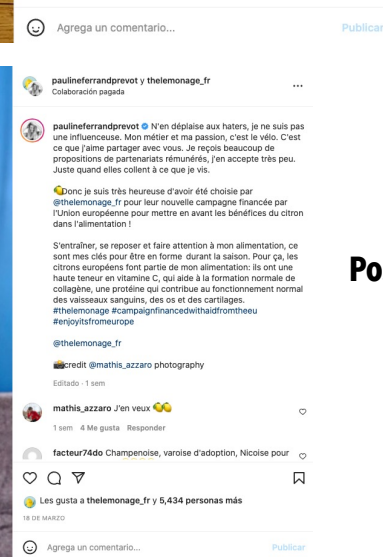 Agrega un comentario...
Publicar
paulineferrandprevot y thelemonage_fr
Colaboración pagada
paulineferrandprevot N'en déplaise aux haters, je ne suis pas
une influenceuse. Mon métier et ma passion, c'est le vélo. C'est
ce que j'aime partager avec vous. Je reçois beaucoup de
propositions de partenariats rémunérés, j'en accepte très peu.
Juste quand elles collent à ce que je vis.
🍋Donc je suis très heureuse d'avoir été choisie par
@thelemonage_fr pour leur nouvelle campagne financée par
l'Union européenne pour mettre en avant les bénéfices du citron
dans l'alimentation !
S'entraîner, se reposer et faire attention à mon alimentation, ce
sont mes clés pour être en forme durant la saison. Pour ça, les
citrons européens font partie de mon alimentation: ils ont une
haute teneur en vitamine C, qui aide à la formation normale de
collagène, une protéine qui contribue au fonctionnement normal
des vaisseaux sanguins, des os et des cartilages.
#thelemonage #campaignfinancedwithaidfromtheeu
#enjoyitsfromeurope
@thelemonage_fr
📸credit @mathis_azzaro photography
Editado · 1 sem
mathis_azzaro J'en veux 🍋🍋
1 sem 4 Me gusta Responder
facteur74do Champenoise, varoise d'adoption, Nicoise pour
Les gusta a thelemonage_fr y 5,434 personas más
18 DE MARZO
Agrega un comentario...
Publicar
Po